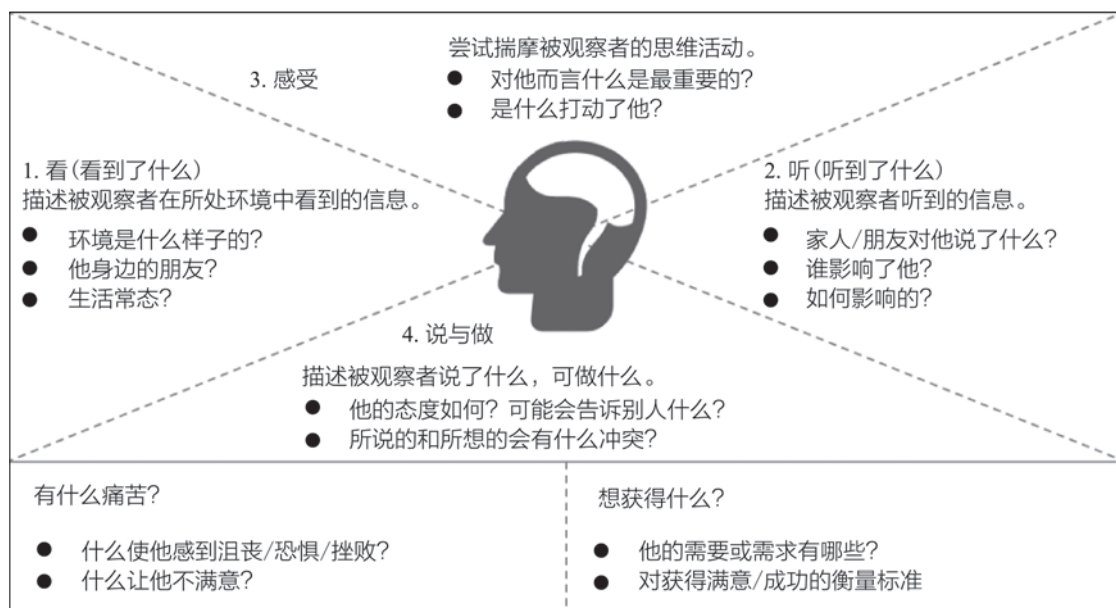 尝试揣摩被观察者的思维活动。
● 对他而言什么是最重要的？
● 是什么打动了他？
3. 感受
1. 看（看到了什么）
描述被观察者在所处环境中看到的信息。
● 环境是什么样子的？
● 他身边的朋友？
● 生活常态？
2. 听（听到了什么）
描述被观察者听到的信息。
● 家人/朋友对他说了什么？
● 谁影响了他？
● 如何影响的？
4. 说与做
描述被观察者说了什么，可做什么。
● 他的态度如何？可能会告诉别人什么？
● 所说的和所想的会有什么冲突？
有什么痛苦？
● 什么使他感到沮丧/恐惧/挫败？
● 什么让他不满意？
想获得什么？
● 他的需要或需求有哪些？
● 对获得满意/成功的衡量标准